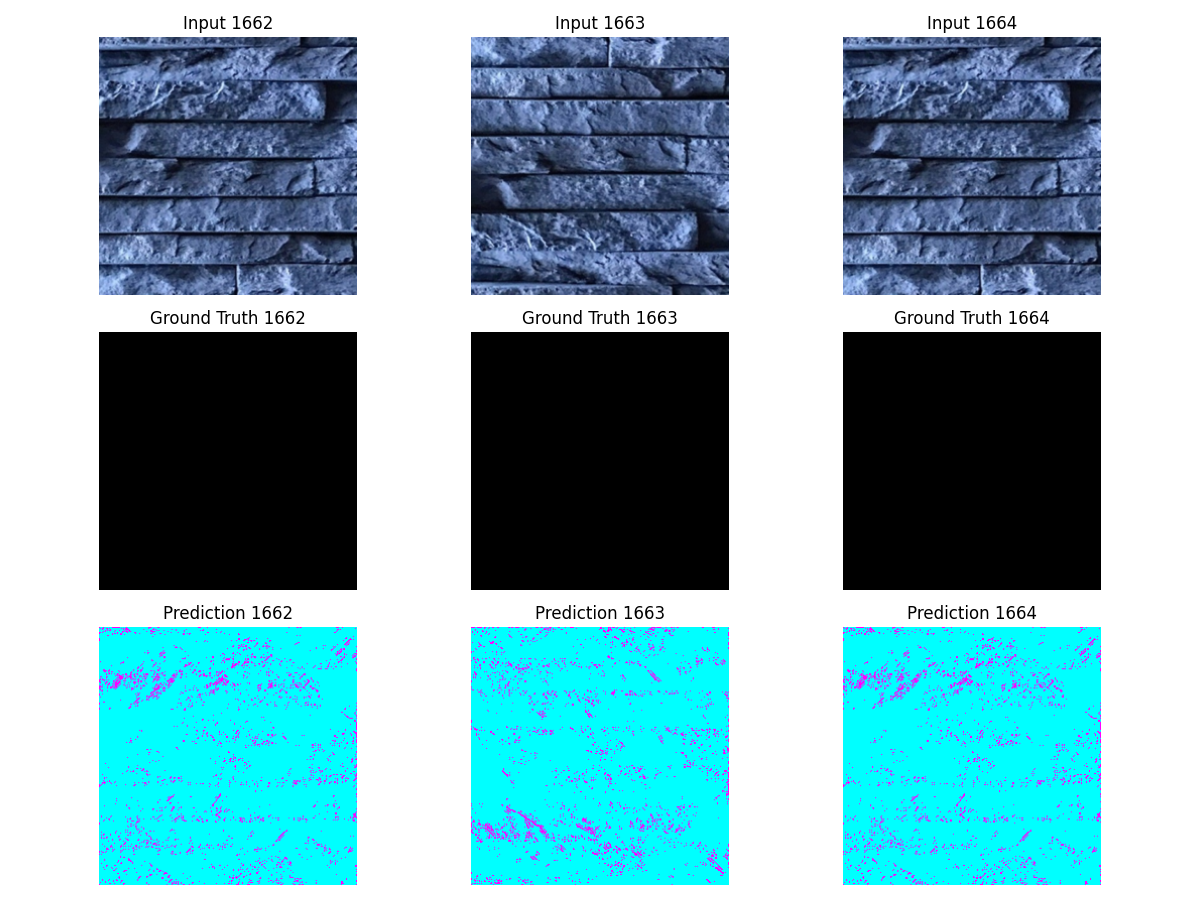 Input 1662
Input 1663
Input 1664
Ground Truth 1662
Ground Truth 1663
Ground Truth 1664
Prediction 1662
Prediction 1663
Prediction 1664